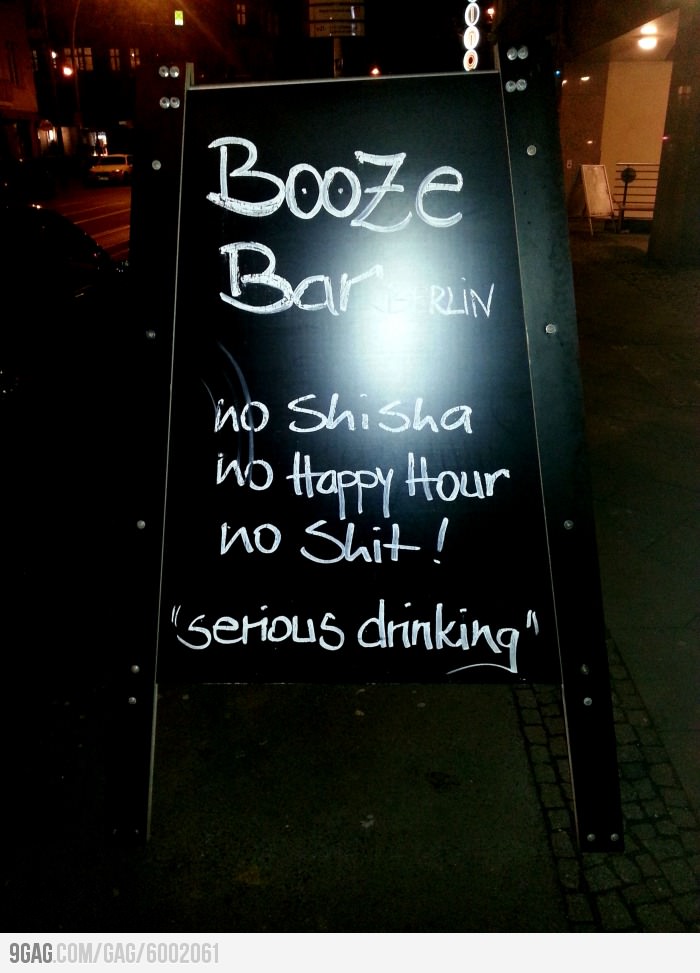 BooZe
Bar BERLIN
no Shisha
no Happy Hour
no Shit!
"serious drinking"
9GAG.COM/GAG/6002061